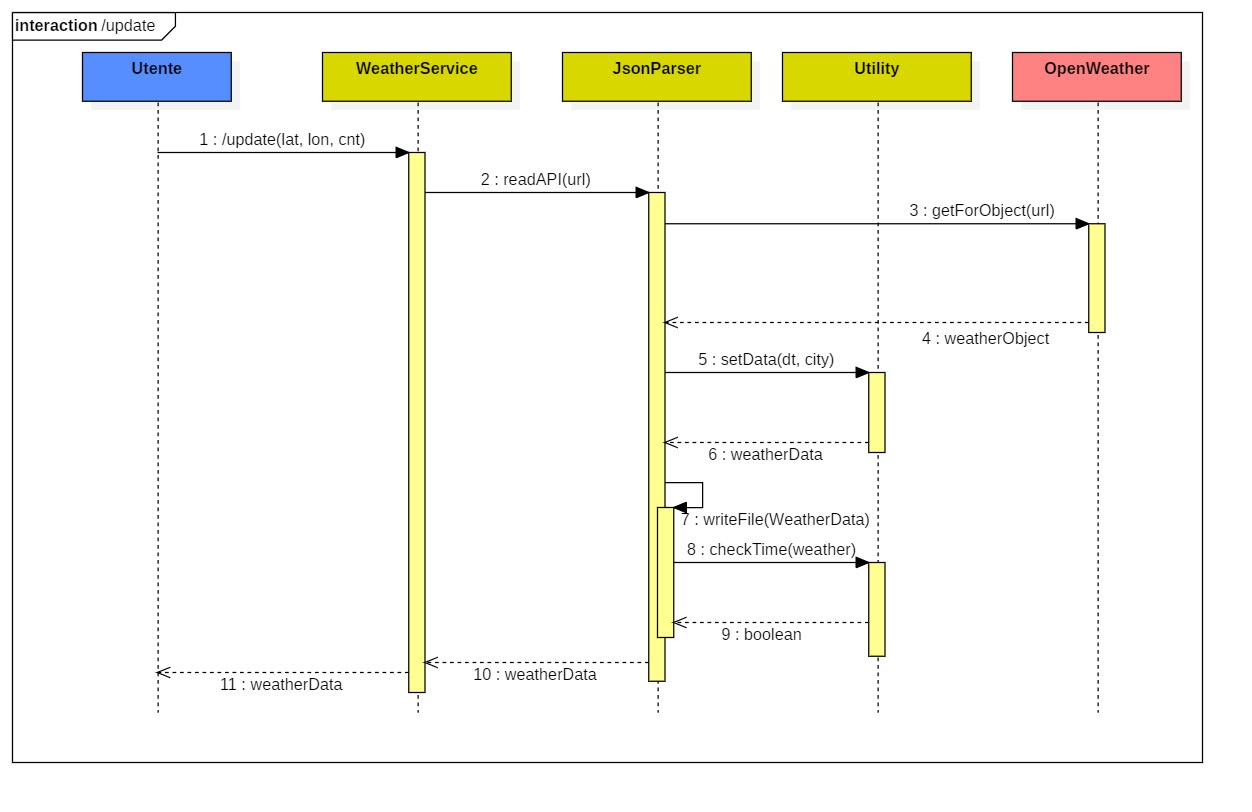 interaction /update
Utente
WeatherService
JsonParser
Utility
OpenWeather
1 : /update(lat, lon, cnt)
2 : readAPI(url)
3 : getForObject(url)
4 : weatherObject
5 : setData(dt, city)
6 : weatherData
7 : writeFile(WeatherData)
8 : checkTime(weather)
9 : boolean
10 : weatherData
11 : weatherData